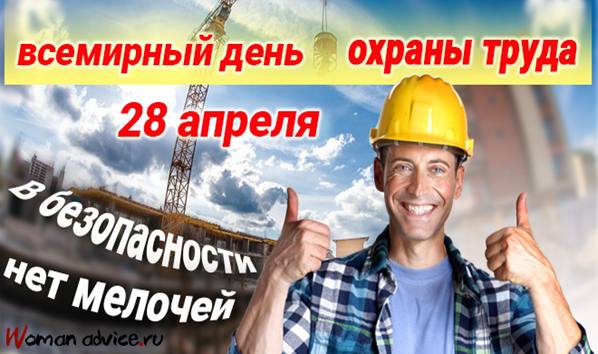 всемирный день охраны труда
28 апреля
в безопасности
нет мелочей
Woman advice.ru